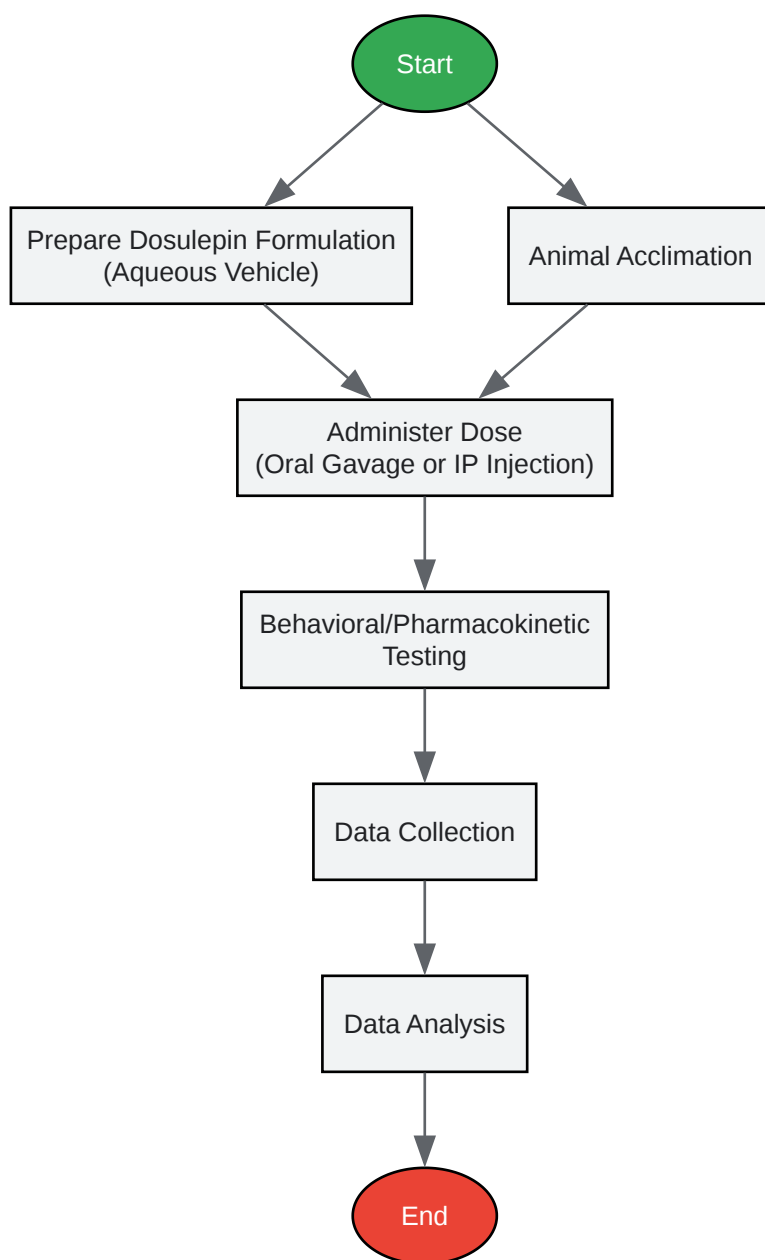 Start
Prepare Dosulepin Formulation
(Aqueous Vehicle)
Animal Acclimation
Administer Dose
(Oral Gavage or IP Injection)
Behavioral/Pharmacokinetic
Testing
Data Collection
Data Analysis
End